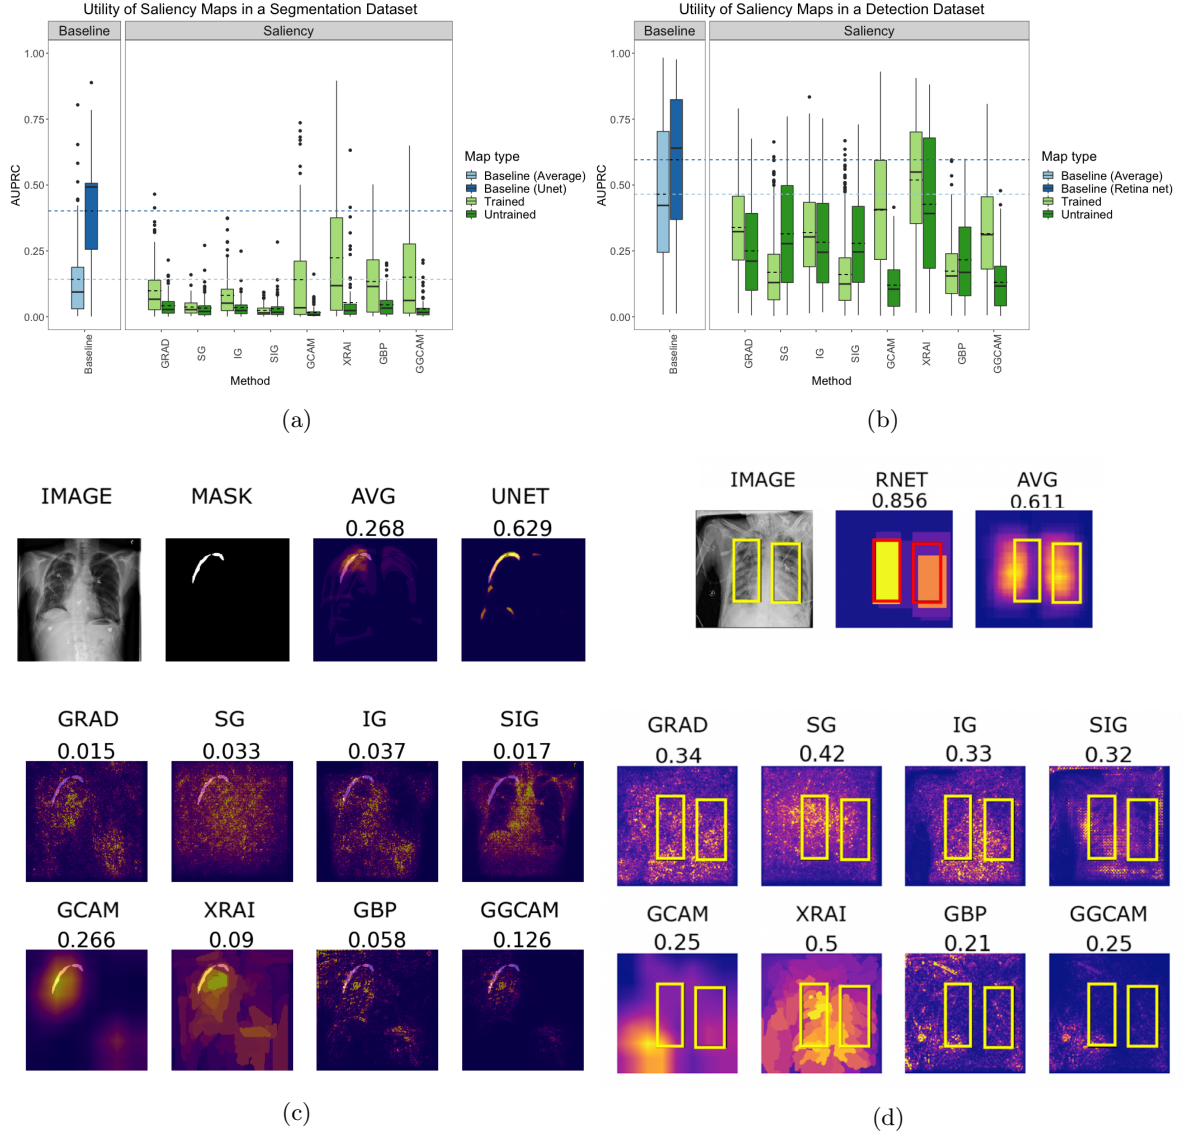 Utility of Saliency Maps in a Segmentation Dataset
Baseline
Saliency
AUPRC
1.00
0.75
0.50
0.25
0.00
Baseline
GRAD
SG
IG
SIG
GCAM
XRAI
GBP
GGCAM
Method
Map type
Baseline (Average)
Baseline (Unet)
Trained
Untrained
(a)
Utility of Saliency Maps in a Detection Dataset
Baseline
Saliency
AUPRC
1.00
0.75
0.50
0.25
0.00
Baseline
GRAD
SG
IG
SIG
GCAM
XRAI
GBP
GGCAM
Method
Map type
Baseline (Average)
Baseline (Retina net)
Trained
Untrained
(b)
IMAGE MASK AVG UNET
0.268 0.629
GRAD SG IG SIG
0.015 0.033 0.037 0.017
GCAM XRAI GBP GGCAM
0.266 0.09 0.058 0.126
(c)
IMAGE RNET AVG
0.856 0.611
GRAD SG IG SIG
0.34 0.42 0.33 0.32
GCAM XRAI GBP GGCAM
0.25 0.5 0.21 0.25
(d)